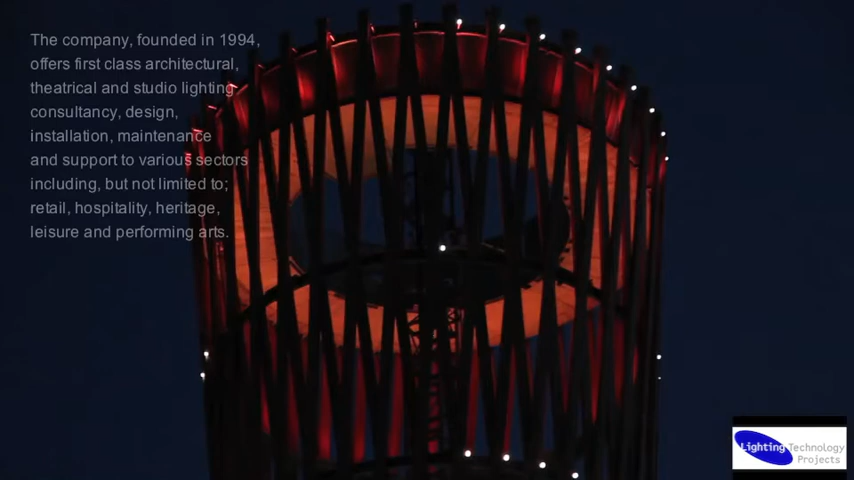 The company, founded in 1994,
offers first class architectural,
theatrical and studio lighting
consultancy, design,
installation, maintenance
and support to various sectors
including, but not limited to;
retail, hospitality, heritage,
leisure and performing arts.
Lighting Technology
Projects